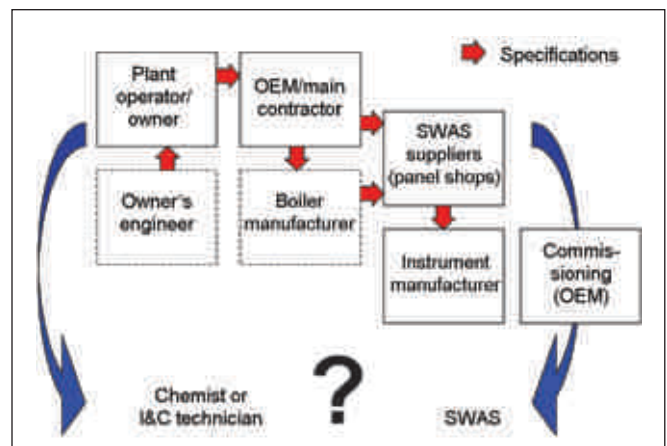 Specifications
Plant
operator/
owner
OEM/main
contractor
SWAS
suppliers
(panel shops)
Owner's
engineer
Boiler
manufacturer
Instrument
manufacturer
Commis-
sioning
(OEM)
Chemist or
I&C technician
?
SWAS